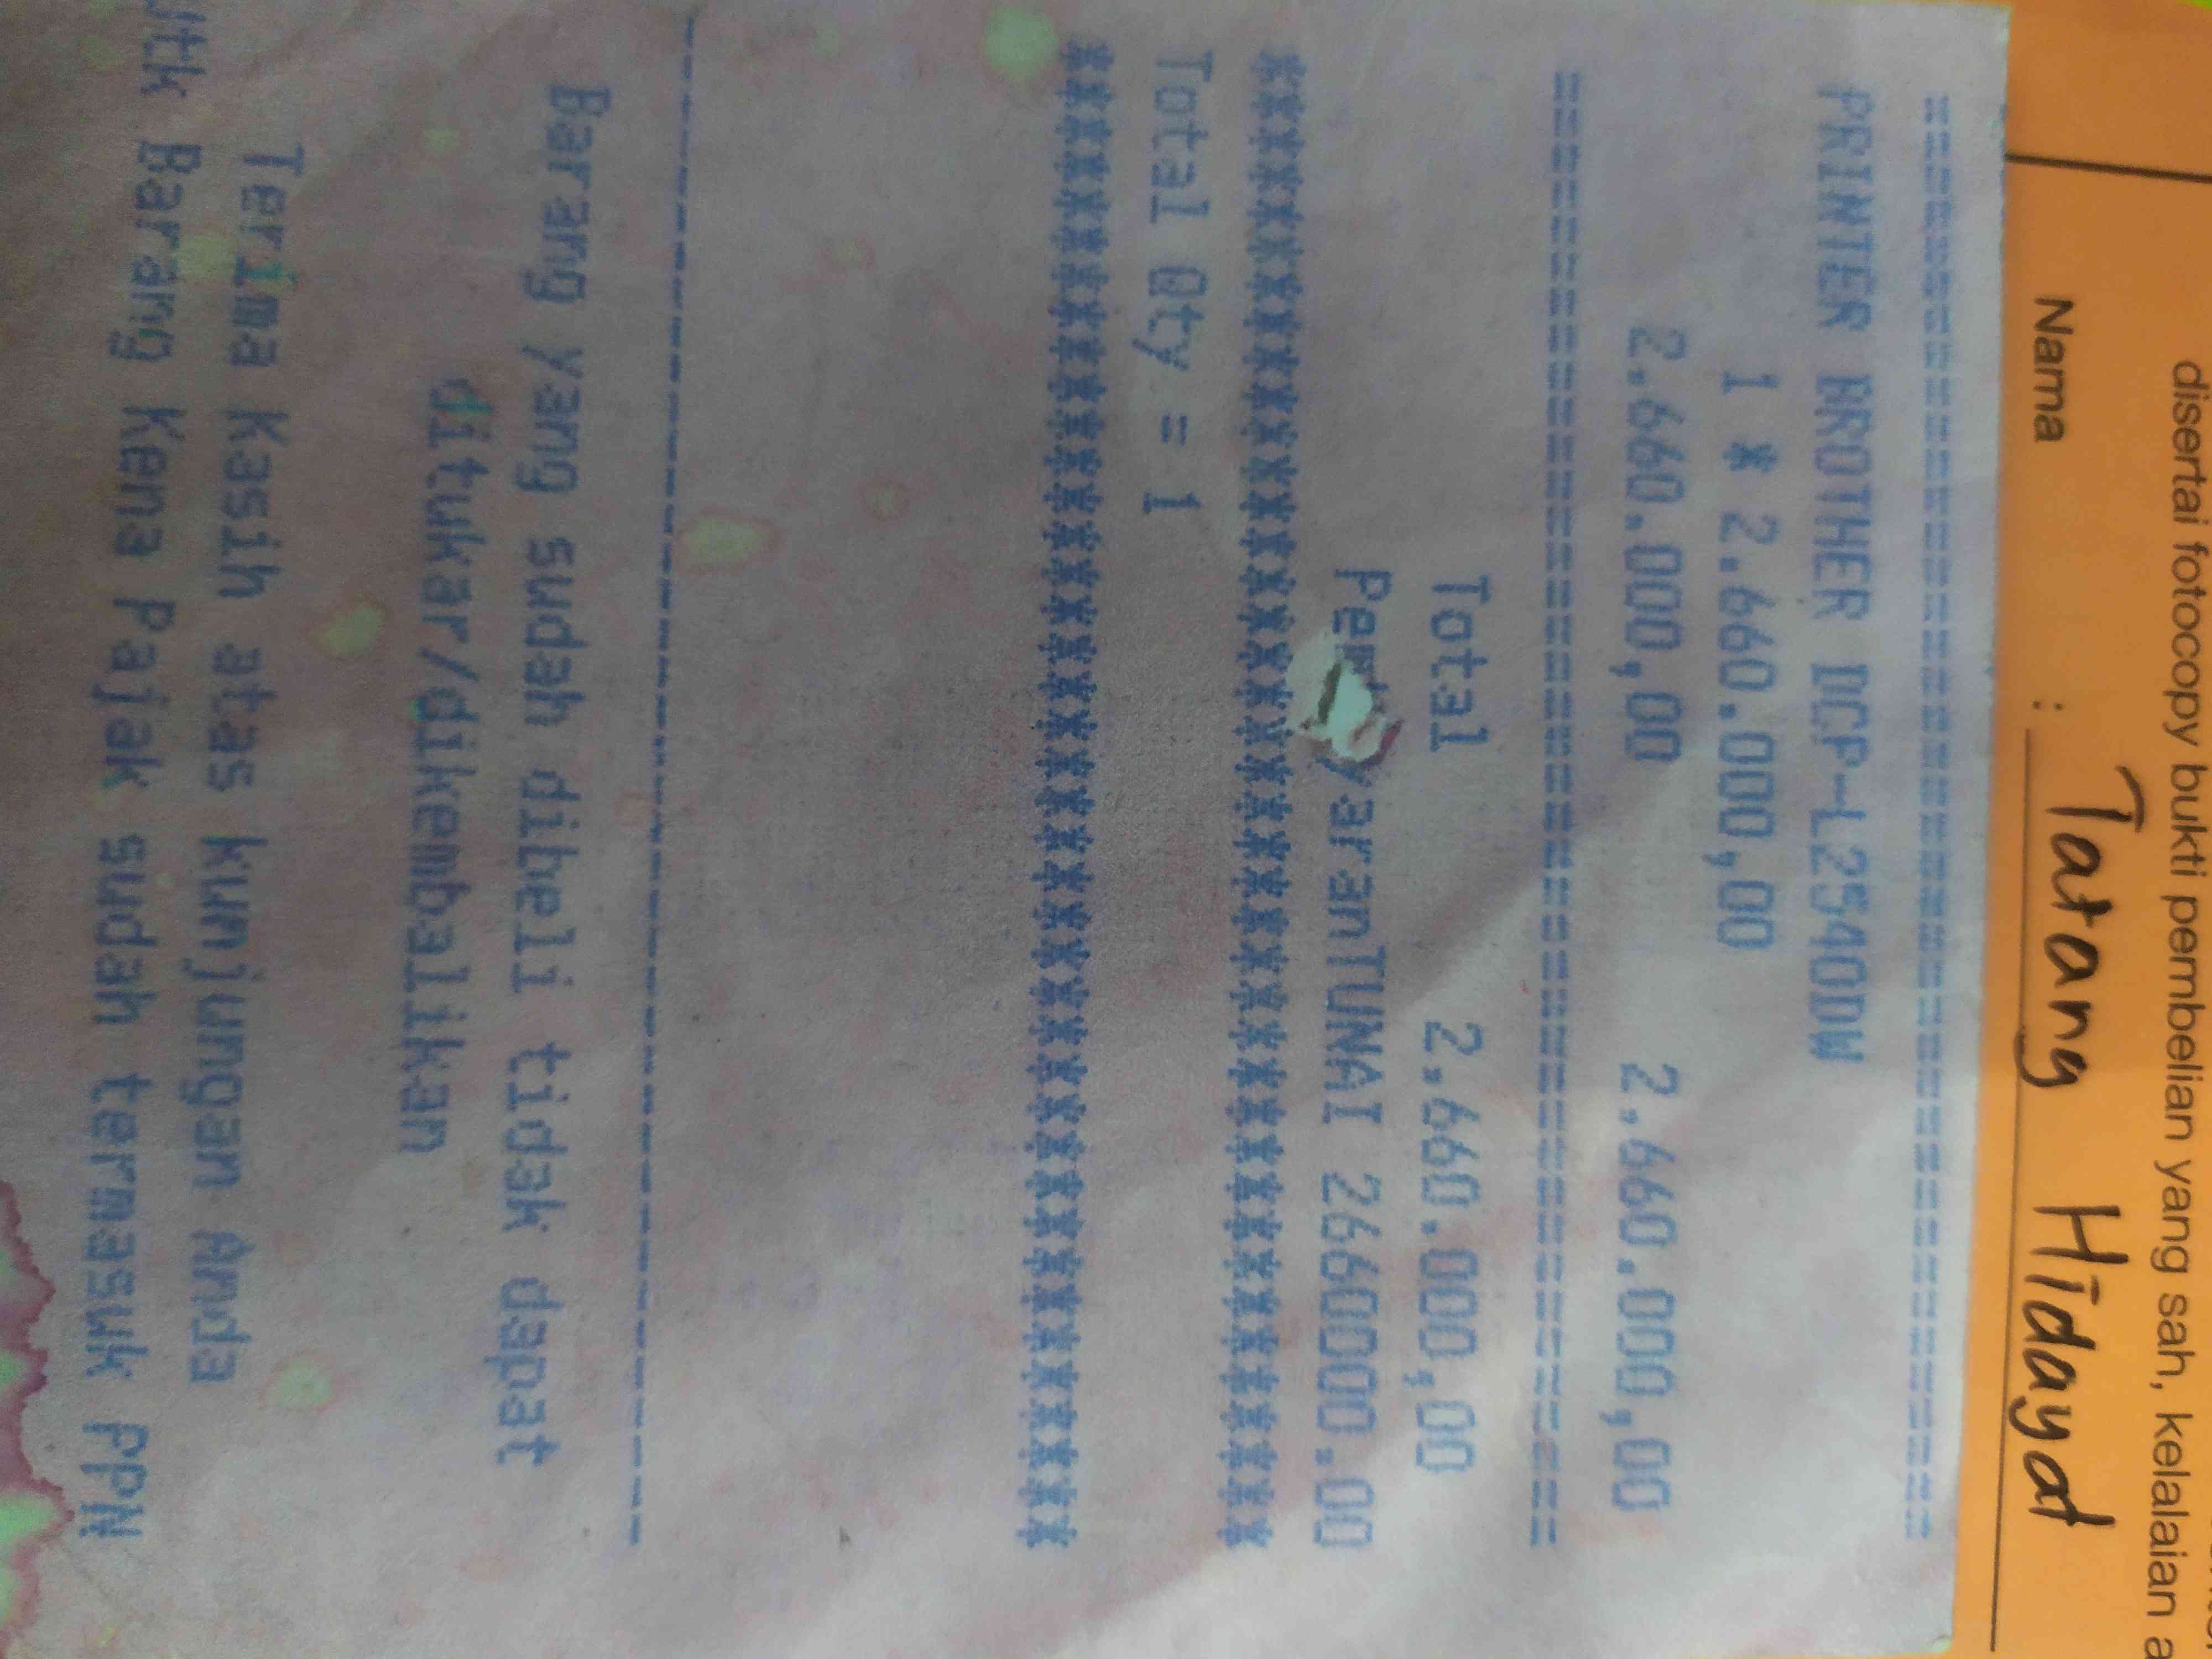 disertai fotocopy bukti pembelian yang sah, kelalaian a
Nama : Tatang Hidayat
========================================
PRINTER BROTHER DCP-L2540DW
1 * 2.660.000,00
2.660.000,00 2.660.000,00
========================================
Total 2.660.000,00
yaranTUNAI 2660000.00
****************************************
Total Qty = 1
****************************************
----------------------------------------
Barang yang sudah dibeli tidak dapat
ditukar/dikembalikan
Terima Kasih atas kunjungan Anda
Utk Barang Kena Pajak sudah termasuk PPN